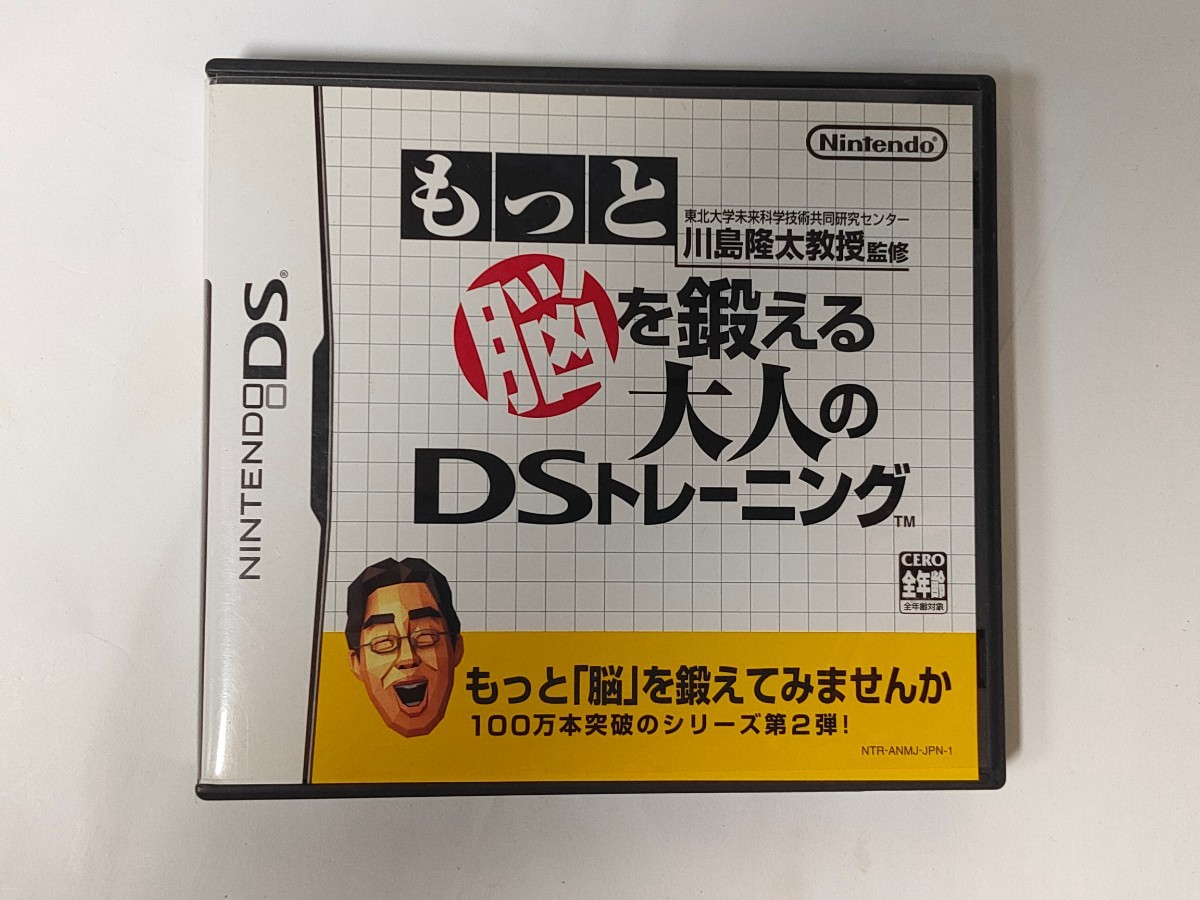 NINTENDO DS®
Nintendo®
もっと
東北大学未来科学技術共同研究センター
川島隆太教授監修
脳を鍛える
大人の
DSトレーニング™
CERO
全年齢
全年齢対象
もっと「脳」を鍛えてみませんか
100万本突破のシリーズ第2弾!
NTR-ANMJ-JPN-1